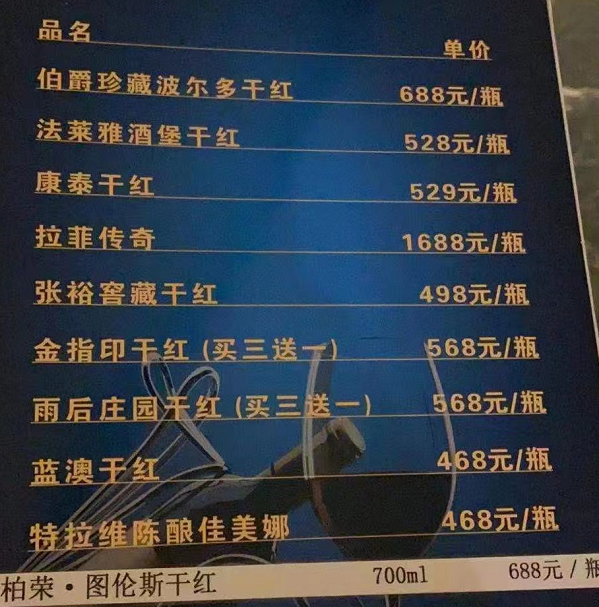 品名 单价
伯爵珍藏波尔多干红 688元/瓶
法莱雅酒堡干红 528元/瓶
康泰干红 529元/瓶
拉菲传奇 1688元/瓶
张裕窖藏干红 498元/瓶
金指印干红(买三送一) 568元/瓶
雨后庄园干红(买三送一) 568元/瓶
蓝澳干红 468元/瓶
特拉维陈酿佳美娜 468元/瓶
柏荣·图伦斯干红 700ml 688元/瓶